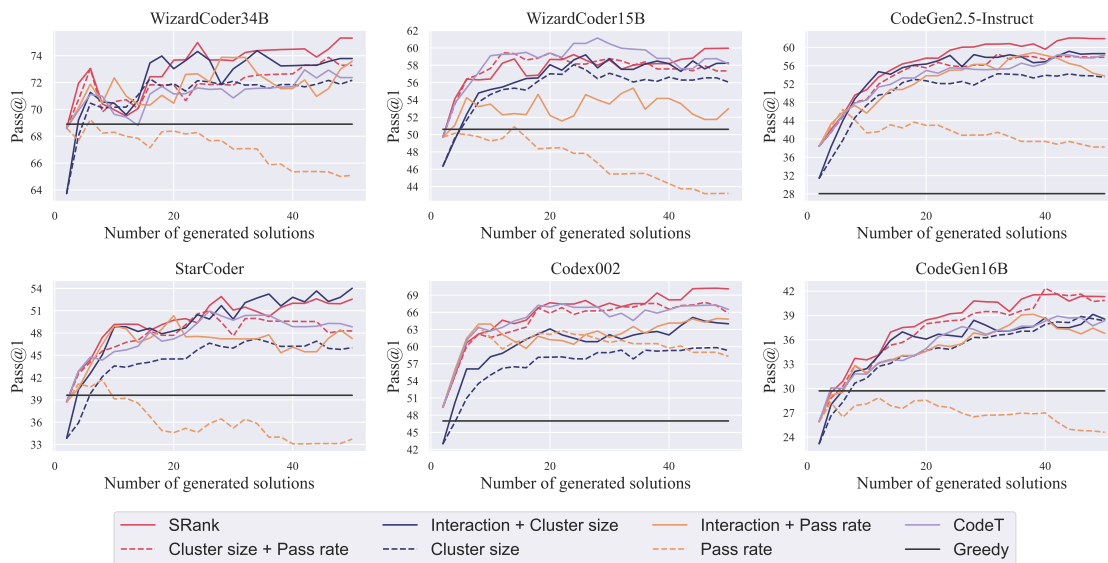 WizardCoder34B
WizardCoder15B
CodeGen2.5-Instruct
Pass@1
74
72
70
68
66
64
0
20
40
Number of generated solutions
Pass@1
62
60
58
56
54
52
50
48
46
44
0
20
40
Number of generated solutions
Pass@1
60
56
52
48
44
40
36
32
28
0
20
40
Number of generated solutions
StarCoder
Codex002
CodeGen16B
Pass@1
54
51
48
45
42
39
36
33
0
20
40
Number of generated solutions
Pass@1
69
66
63
60
57
54
51
48
45
42
0
20
40
Number of generated solutions
Pass@1
42
39
36
33
30
27
24
0
20
40
Number of generated solutions
SRank
Interaction + Cluster size
Interaction + Pass rate
CodeT
Cluster size + Pass rate
Cluster size
Pass rate
Greedy